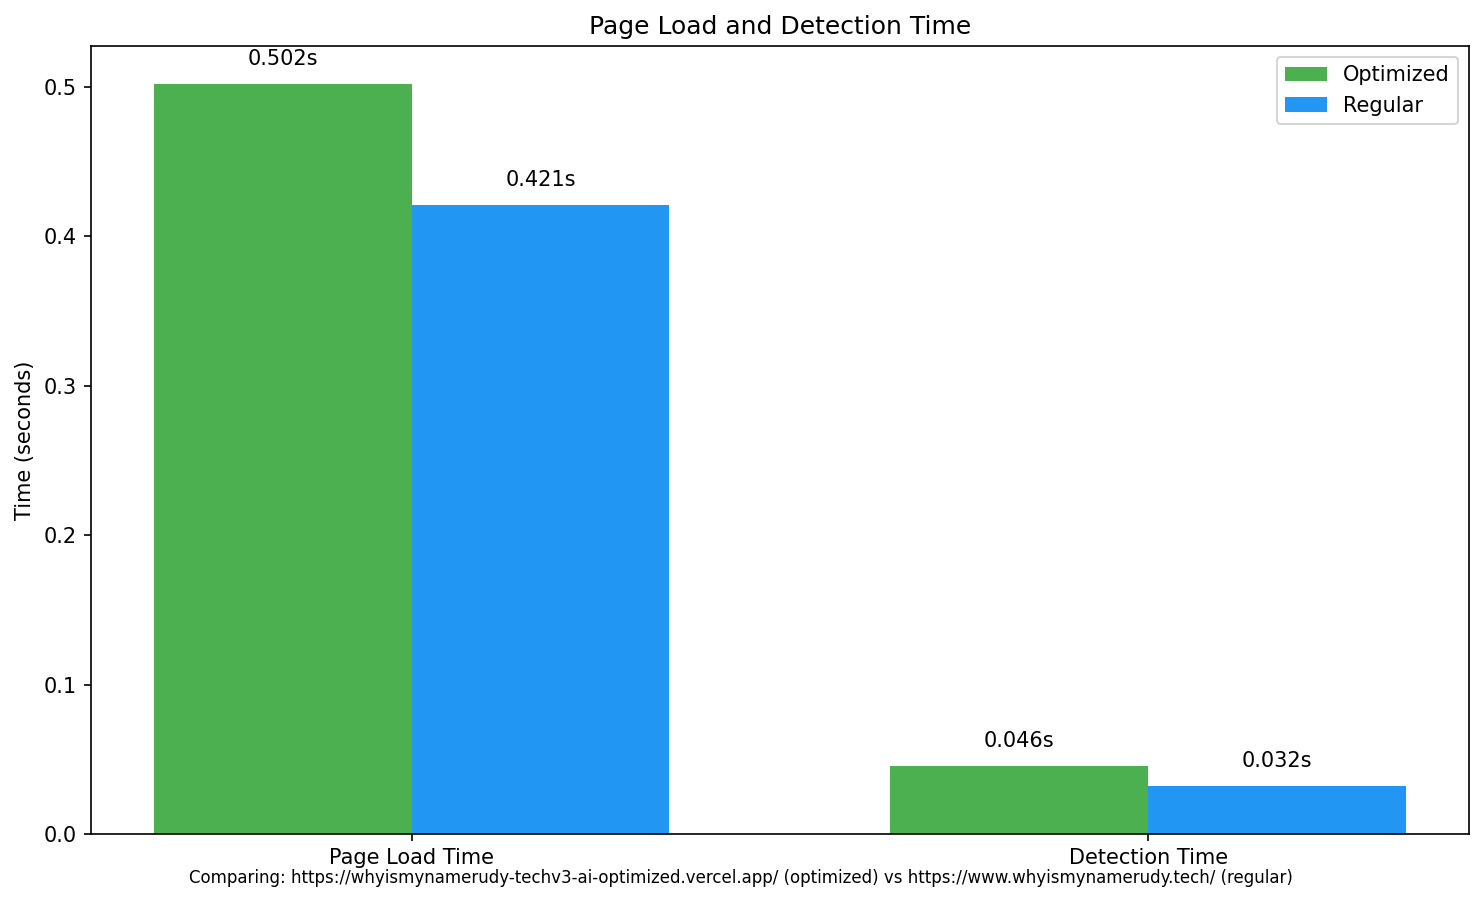 Page Load and Detection Time
0.502s
0.421s
0.046s
0.032s
Optimized
Regular
Time (seconds)
0.5
0.4
0.3
0.2
0.1
0.0
Page Load Time
Detection Time
Comparing: https://whyismynamerudy-techv3-ai-optimized.vercel.app/ (optimized) vs https://www.whyismynamerudy.tech/ (regular)